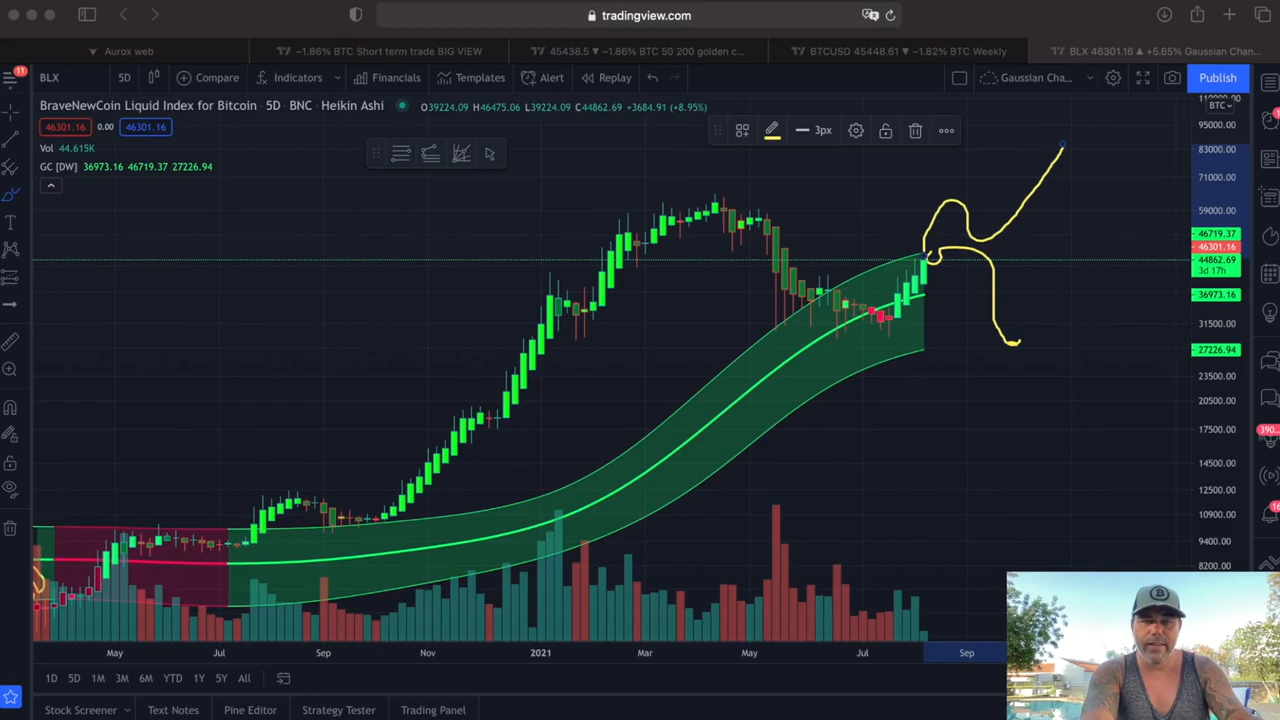 tradingview.com
Aurox web
−1.86% BTC Short term trade BIG VIEW
45438.5 ▼ −1.86% BTC 50 200 golden c...
BTCUSD 45448.61 ▼ −1.82% BTC Weekly
BLX 46301.16 ▲ +5.65% Gaussian Chan...
11
BLX
5D
Compare
Indicators
Financials
Templates
Alert
Replay
Gaussian Cha...
Publish
BraveNewCoin Liquid Index for Bitcoin · 5D · BNC · Heikin Ashi
O39224.09 H46475.06 L39224.09 C44862.69 +3684.91 (+8.95%)
46301.16 0.00 46301.16
Vol 44.615K
GC [DW] 36973.16 46719.37 27226.94
3px
110000.00
BTC
95000.00
83000.00
71000.00
59000.00
46719.37
46301.16
44862.69
3d 17h
36973.16
31500.00
27226.94
23500.00
20500.00
17500.00
14500.00
12500.00
10900.00
9400.00
8200.00
390...
16
May Jul Sep Nov 2021 Mar May Jul Sep
1D 5D 1M 3M 6M YTD 1Y 5Y All
Stock Screener Text Notes Pine Editor Strategy Tester Trading Panel